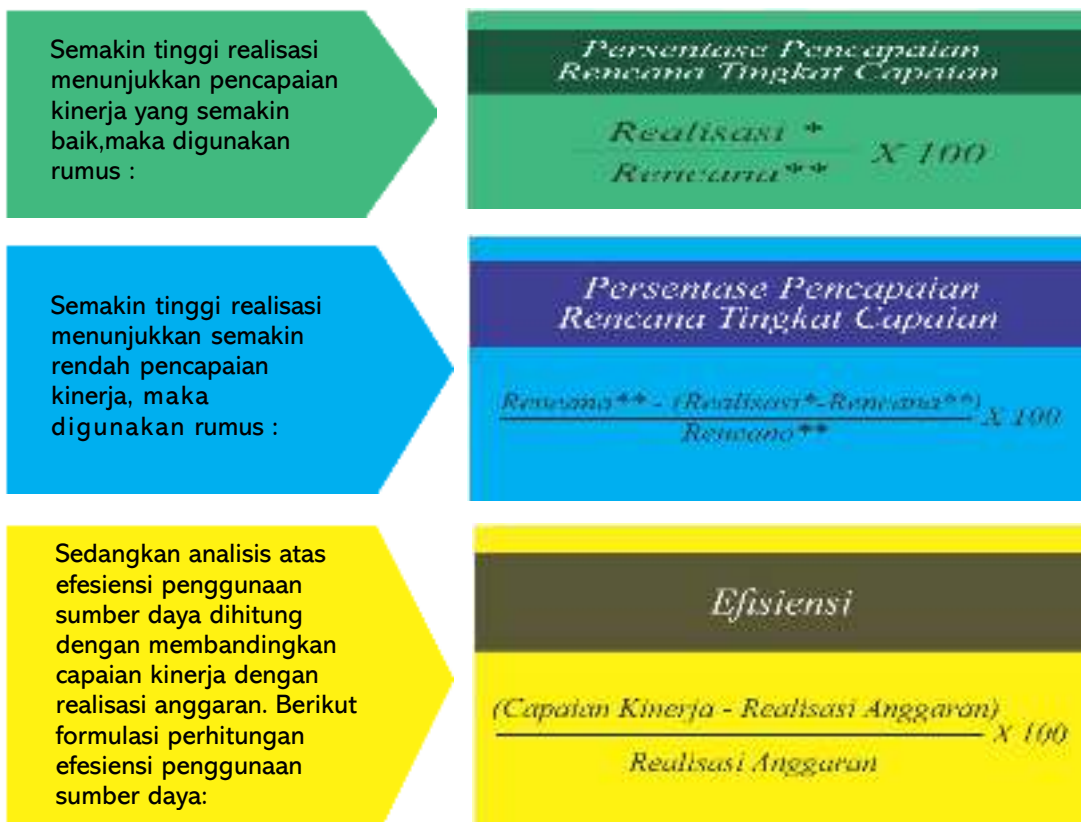 Semakin tinggi realisasi
menunjukkan pencapaian
kinerja yang semakin
baik,maka digunakan
rumus :
Persentase Pencapaian
Rencana Tingkat Capaian
Realisasi *
Rencana**
X 100
Semakin tinggi realisasi
menunjukkan semakin
rendah pencapaian
kinerja, maka
digunakan rumus :
Persentase Pencapaian
Rencana Tingkat Capaian
Rencana** - (Realisasi*-Rencana**)
Rencana**
X 100
Sedangkan analisis atas
efesiensi penggunaan
sumber daya dihitung
dengan membandingkan
capaian kinerja dengan
realisasi anggaran. Berikut
formulasi perhitungan
efesiensi penggunaan
sumber daya:
Efisiensi
(Capaian Kinerja - Realisasi Anggaran)
Realisasi Anggaran
X 100